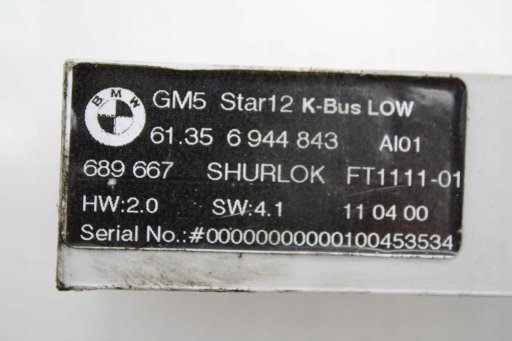 BMW
GM5 Star12 K-Bus LOW
61.35 6 944 843 AI01
689 667 SHURLOK FT1111-01
HW:2.0 SW:4.1 11 04 00
Serial No.:#00000000000100453534